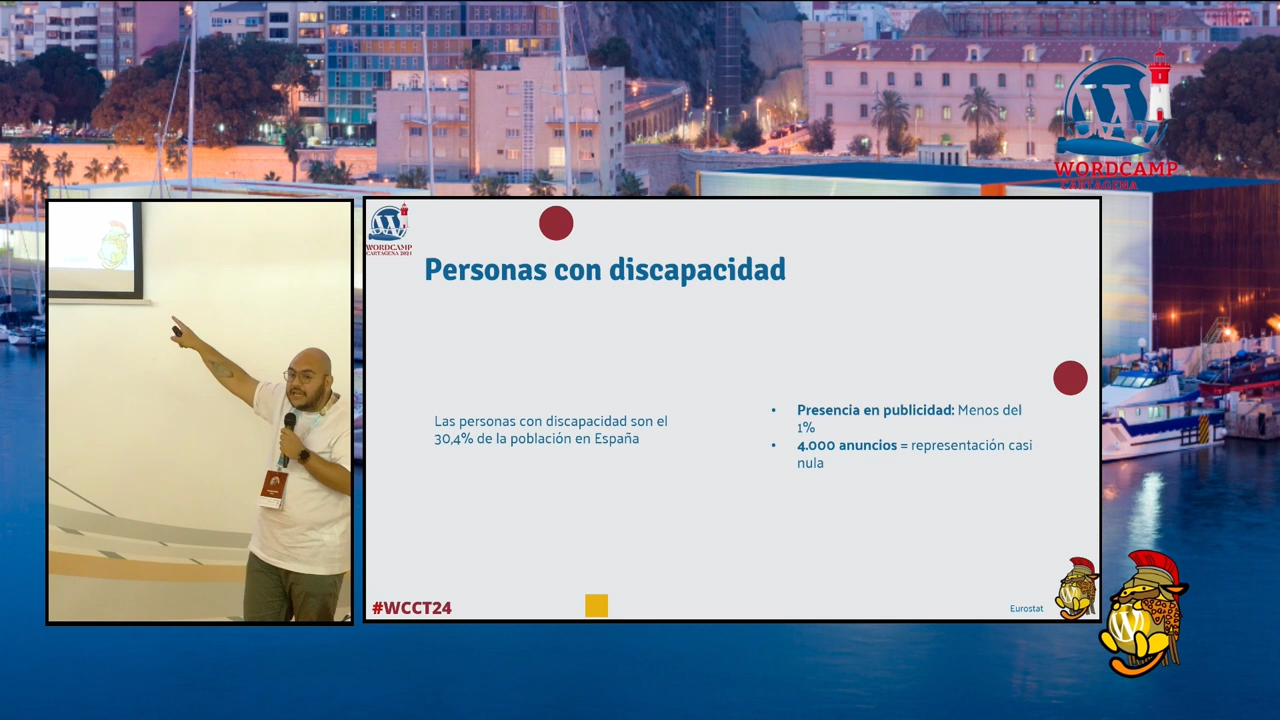 WORDCAMP
CARTAGENA
WORDCAMP
CARTAGENA 2024
Personas con discapacidad
Las personas con discapacidad son el
30,4% de la población en España
• Presencia en publicidad: Menos del
1%
• 4.000 anuncios = representación casi
nula
#WCCT24
Eurostat